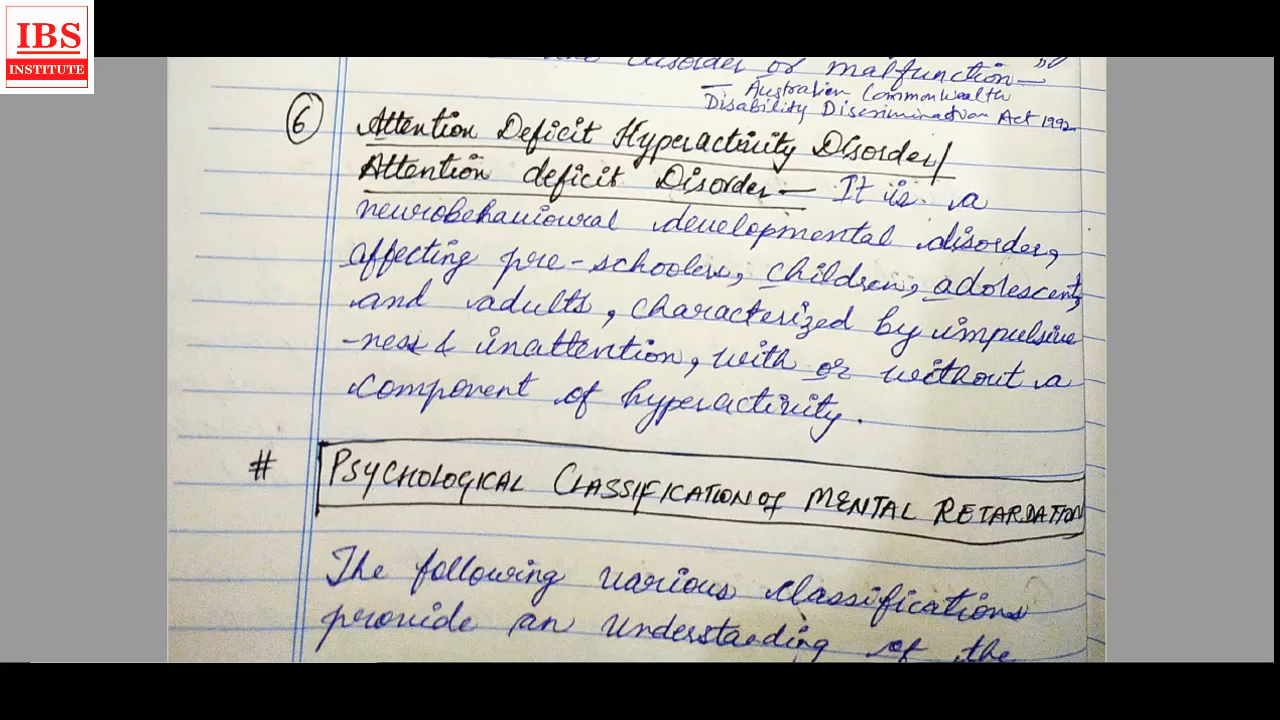 IBS
INSTITUTE
disorder or malfunction—"
— Australian Commonwealth
Disability Discrimination Act 1992
⑥ Attention Deficit Hyperactivity Disorder/
Attention deficit Disorder — It is a
neurobehavioural developmental disorder,
affecting pre-schoolers, children, adolescents,
and adults, characterized by impulsive
-ness & inattention, with or without a
component of hyperactivity.
# PSYCHOLOGICAL CLASSIFICATION of MENTAL RETARDATION
The following various classifications
provide an understanding of the